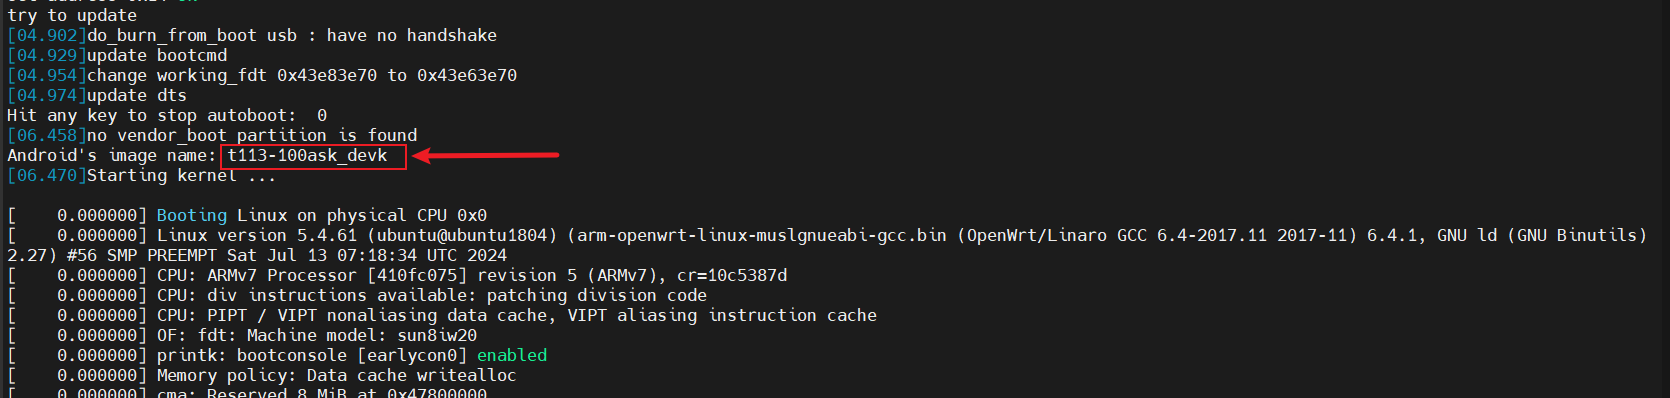 try to update
[04.902]do_burn_from_boot usb : have no handshake
[04.929]update bootcmd
[04.954]change working_fdt 0x43e83e70 to 0x43e63e70
[04.974]update dts
Hit any key to stop autoboot:  0
[06.458]no vendor_boot partition is found
Android's image name: t113-100ask_devk
[06.470]Starting kernel ...
[    0.000000] Booting Linux on physical CPU 0x0
[    0.000000] Linux version 5.4.61 (ubuntu@ubuntu1804) (arm-openwrt-linux-muslgnueabi-gcc.bin (OpenWrt/Linaro GCC 6.4-2017.11 2017-11) 6.4.1, GNU ld (GNU Binutils)
2.27) #56 SMP PREEMPT Sat Jul 13 07:18:34 UTC 2024
[    0.000000] CPU: ARMv7 Processor [410fc075] revision 5 (ARMv7), cr=10c5387d
[    0.000000] CPU: div instructions available: patching division code
[    0.000000] CPU: PIPT / VIPT nonaliasing data cache, VIPT aliasing instruction cache
[    0.000000] OF: fdt: Machine model: sun8iw20
[    0.000000] printk: bootconsole [earlycon0] enabled
[    0.000000] Memory policy: Data cache writealloc
[    0.000000] cma: Reserved 8 MiB at 0x47800000